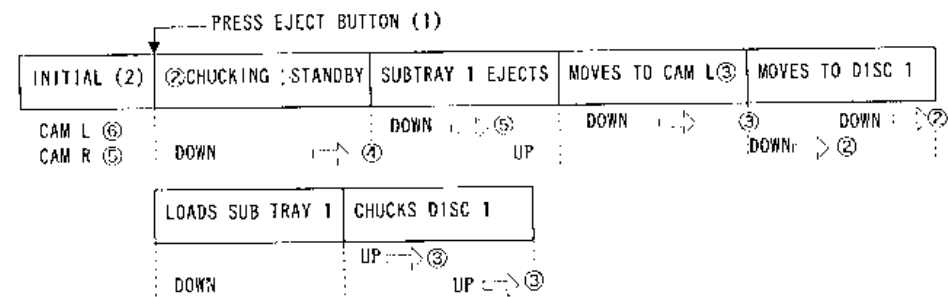 PRESS EJECT BUTTON (1)
INITIAL (2) ②CHUCKING STANDBY SUBTRAY 1 EJECTS MOVES TO CAM L③ MOVES TO DISC 1
CAM L ⑥ DOWN ⑤ DOWN ③ DOWN ②
CAM R ⑤ DOWN ④ UP DOWN ②
LOADS SUB TRAY 1 CHUCKS DISC 1
UP ③
DOWN UP ③